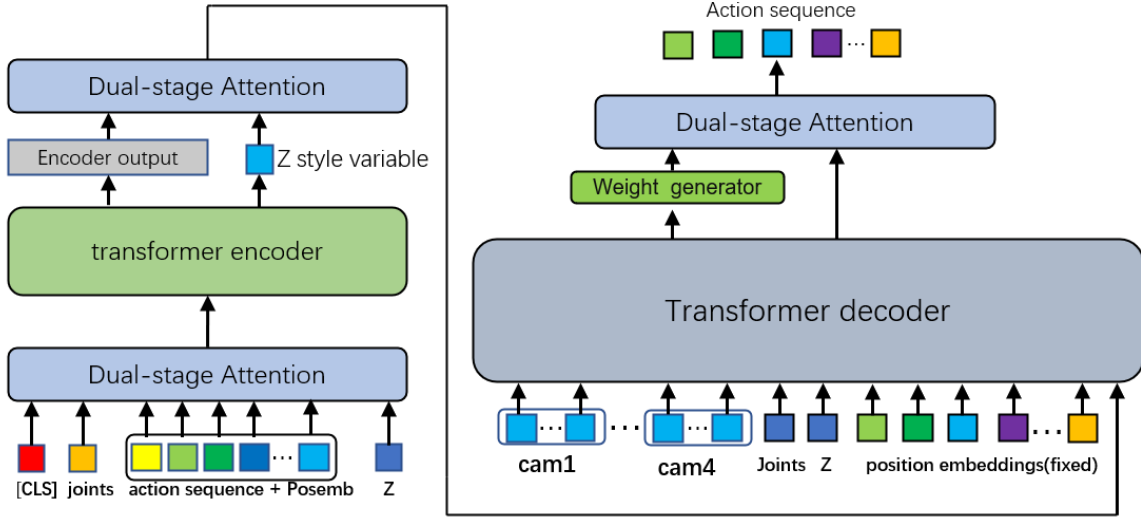 Dual-stage Attention
Encoder output
Z style variable
transformer encoder
Dual-stage Attention
[CLS] joints action sequence + Posemb Z
Action sequence
...
Dual-stage Attention
Weight generator
Transformer decoder
cam1 cam4 Joints Z position embeddings(fixed)